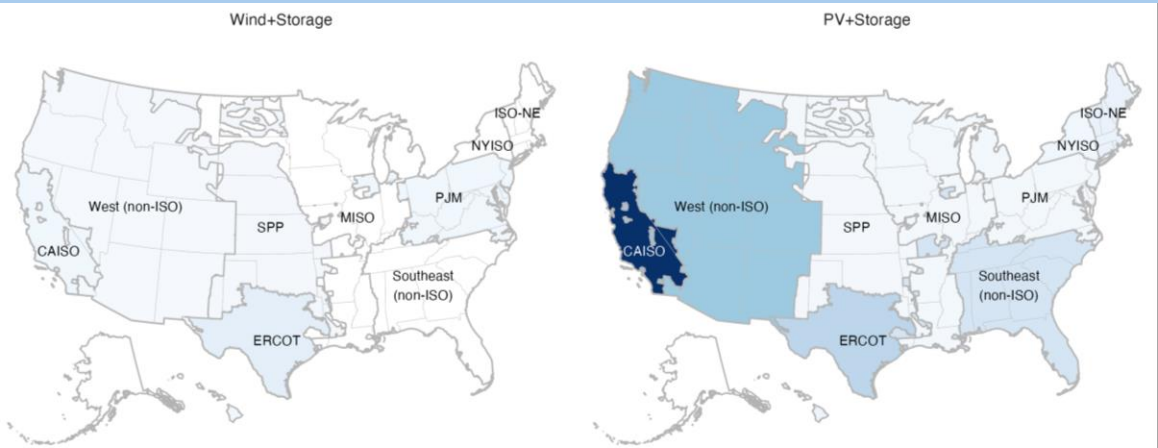 Wind+Storage
PV+Storage
ISO-NE
NYISO
PJM
West (non-ISO)
MISO
SPP
CAISO
Southeast
(non-ISO)
ERCOT
ISO-NE
NYISO
PJM
West (non-ISO)
MISO
SPP
CAISO
Southeast
(non-ISO)
ERCOT